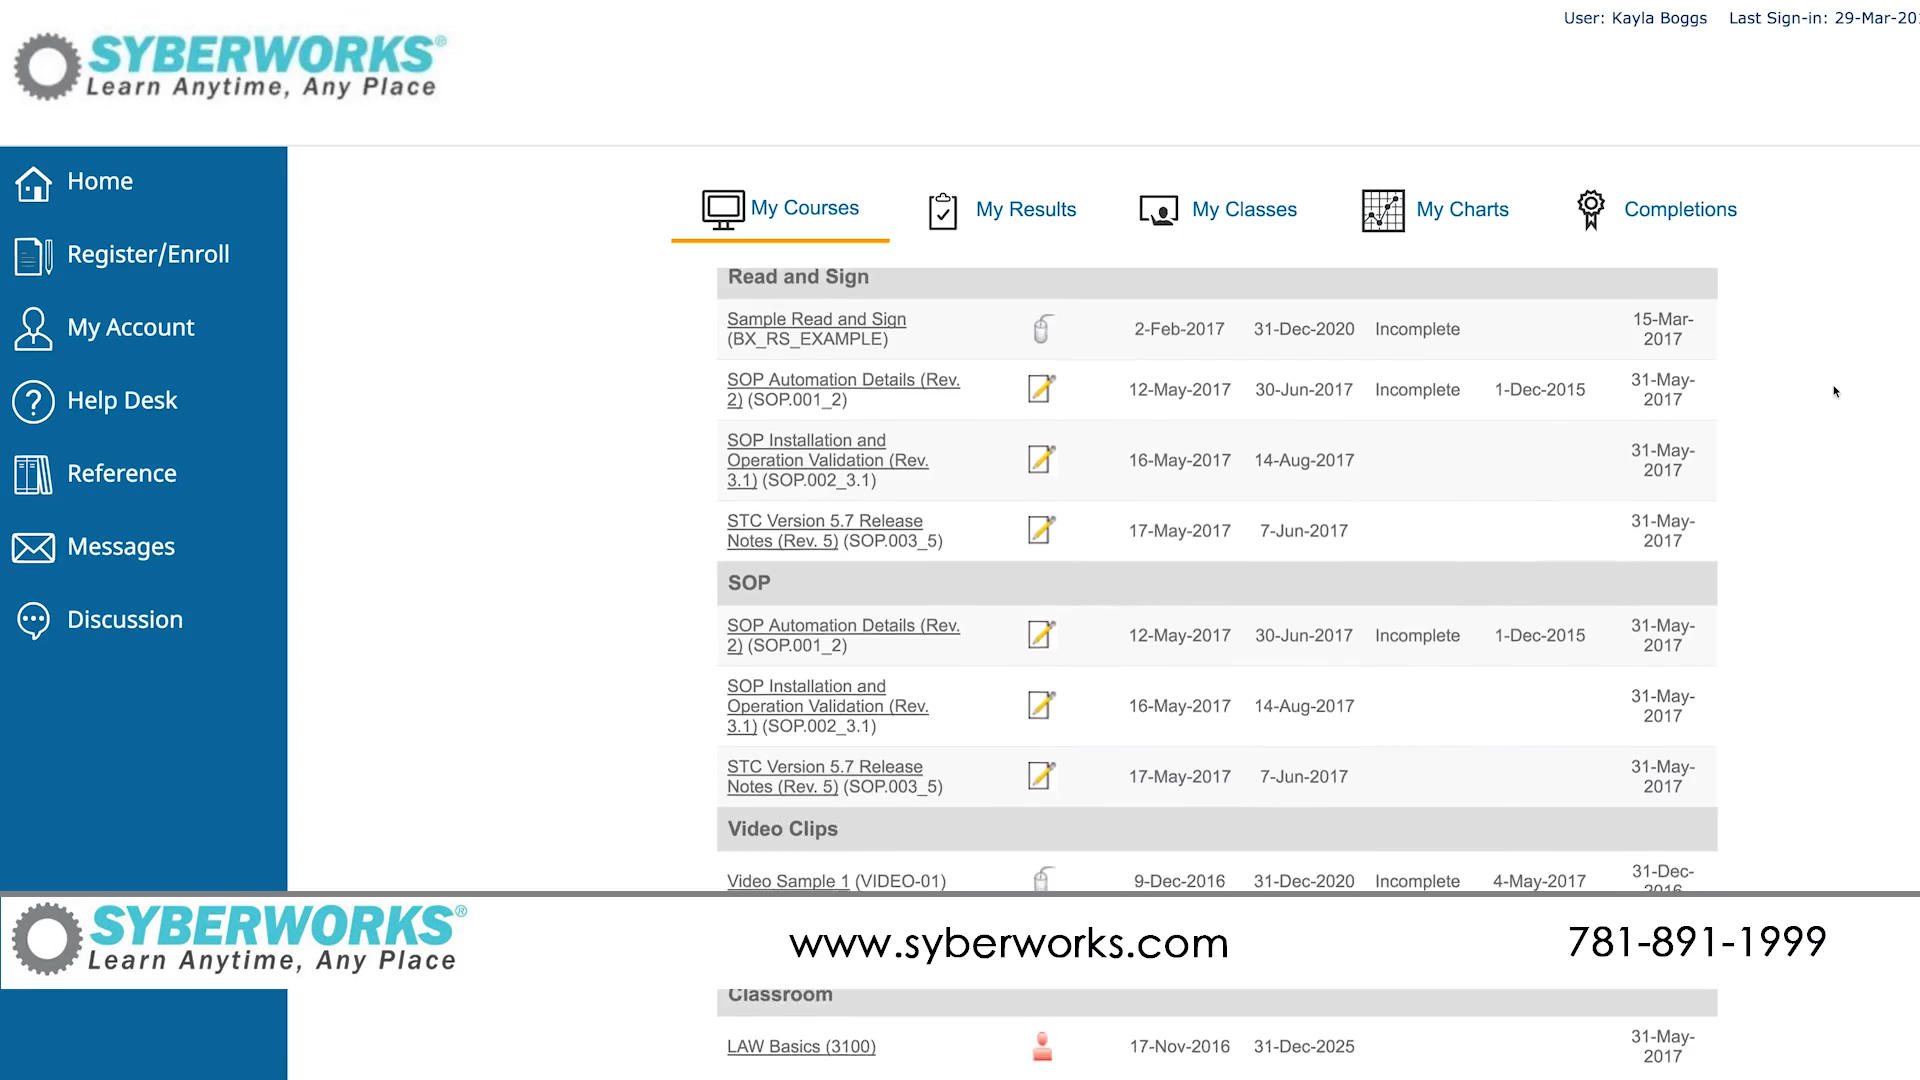 User: Kayla Boggs Last Sign-in: 29-Mar-20
SYBERWORKS®
Learn Anytime, Any Place
Home
Register/Enroll
My Account
Help Desk
Reference
Messages
Discussion
My Courses My Results My Classes My Charts Completions
Read and Sign
Sample Read and Sign
(BX_RS_EXAMPLE)
2-Feb-2017 31-Dec-2020 Incomplete
15-Mar-
2017
SOP Automation Details (Rev.
2) (SOP.001_2)
12-May-2017 30-Jun-2017 Incomplete 1-Dec-2015
31-May-
2017
SOP Installation and
Operation Validation (Rev.
3.1) (SOP.002_3.1)
16-May-2017 14-Aug-2017
31-May-
2017
STC Version 5.7 Release
Notes (Rev. 5) (SOP.003_5)
17-May-2017 7-Jun-2017
31-May-
2017
SOP
SOP Automation Details (Rev.
2) (SOP.001_2)
12-May-2017 30-Jun-2017 Incomplete 1-Dec-2015
31-May-
2017
SOP Installation and
Operation Validation (Rev.
3.1) (SOP.002_3.1)
16-May-2017 14-Aug-2017
31-May-
2017
STC Version 5.7 Release
Notes (Rev. 5) (SOP.003_5)
17-May-2017 7-Jun-2017
31-May-
2017
Video Clips
Video Sample 1 (VIDEO-01)
9-Dec-2016 31-Dec-2020 Incomplete 4-May-2017
31-Dec-
2016
SYBERWORKS®
Learn Anytime, Any Place
www.syberworks.com
781-891-1999
Classroom
LAW Basics (3100)
17-Nov-2016 31-Dec-2025
31-May-
2017